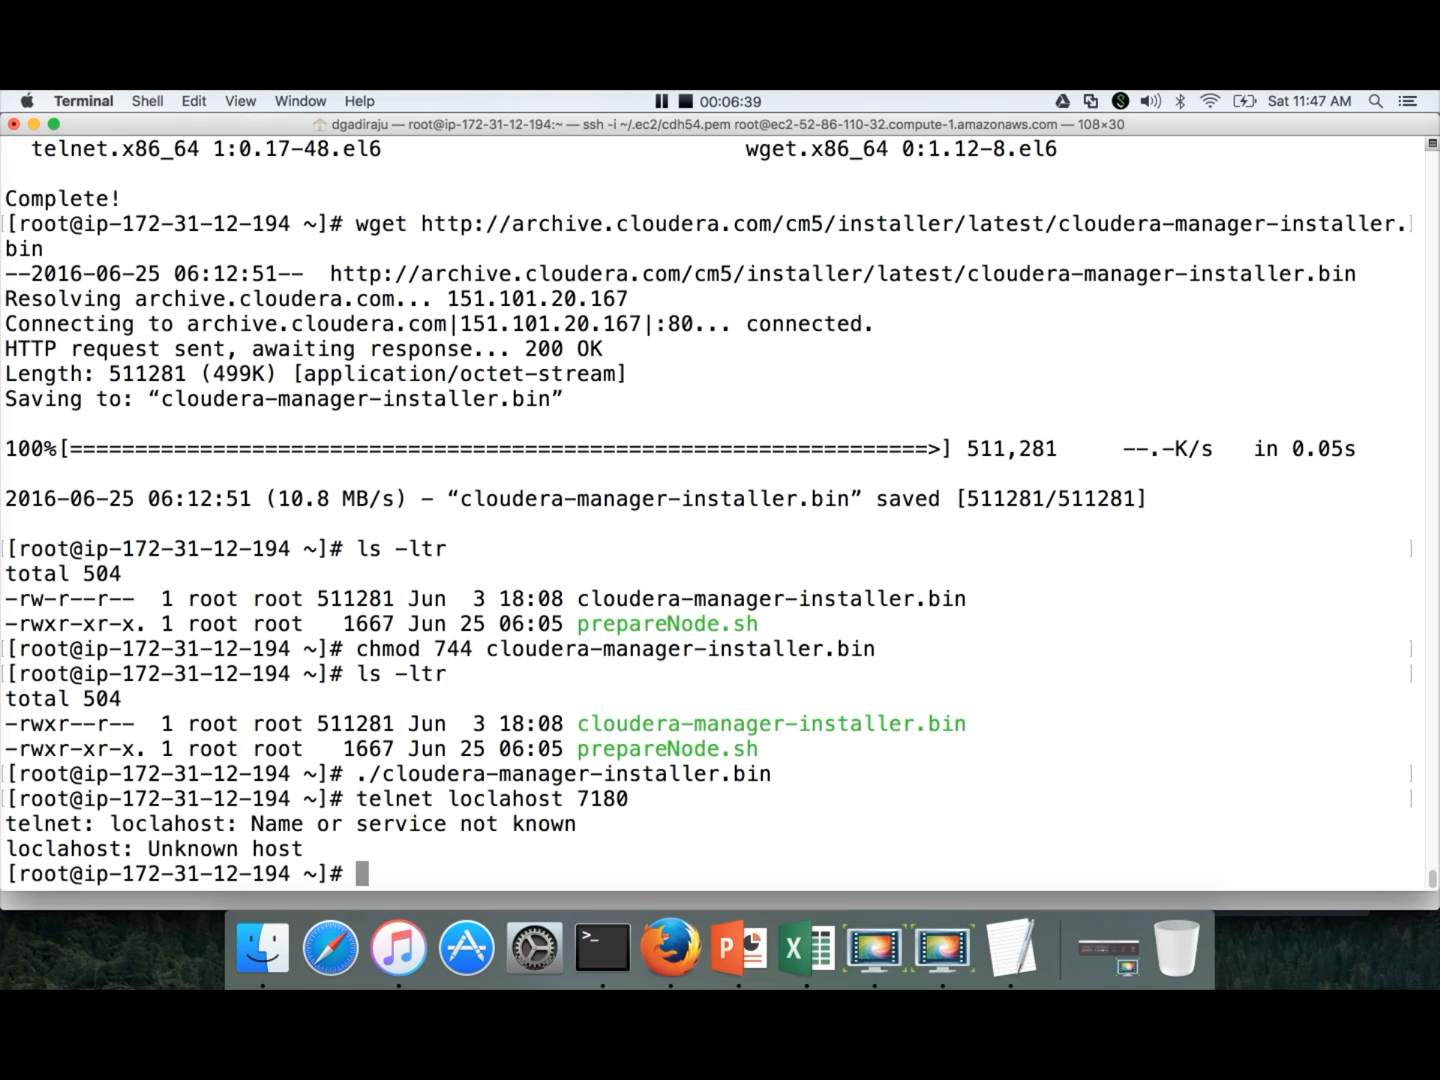 Terminal Shell Edit View Window Help 00:06:39 Sat 11:47 AM
dgadiraju — root@ip-172-31-12-194:~ — ssh -i ~/.ec2/cdh54.pem root@ec2-52-86-110-32.compute-1.amazonaws.com — 108×30
telnet.x86_64 1:0.17-48.el6 wget.x86_64 0:1.12-8.el6
Complete!
[root@ip-172-31-12-194 ~]# wget http://archive.cloudera.com/cm5/installer/latest/cloudera-manager-installer.
bin
--2016-06-25 06:12:51-- http://archive.cloudera.com/cm5/installer/latest/cloudera-manager-installer.bin
Resolving archive.cloudera.com... 151.101.20.167
Connecting to archive.cloudera.com|151.101.20.167|:80... connected.
HTTP request sent, awaiting response... 200 OK
Length: 511281 (499K) [application/octet-stream]
Saving to: “cloudera-manager-installer.bin”
100%[==================================================================>] 511,281 --.-K/s in 0.05s
2016-06-25 06:12:51 (10.8 MB/s) - “cloudera-manager-installer.bin” saved [511281/511281]
[root@ip-172-31-12-194 ~]# ls -ltr
total 504
-rw-r--r-- 1 root root 511281 Jun 3 18:08 cloudera-manager-installer.bin
-rwxr-xr-x. 1 root root 1667 Jun 25 06:05 prepareNode.sh
[root@ip-172-31-12-194 ~]# chmod 744 cloudera-manager-installer.bin
[root@ip-172-31-12-194 ~]# ls -ltr
total 504
-rwxr--r-- 1 root root 511281 Jun 3 18:08 cloudera-manager-installer.bin
-rwxr-xr-x. 1 root root 1667 Jun 25 06:05 prepareNode.sh
[root@ip-172-31-12-194 ~]# ./cloudera-manager-installer.bin
[root@ip-172-31-12-194 ~]# telnet loclahost 7180
telnet: loclahost: Name or service not known
loclahost: Unknown host
[root@ip-172-31-12-194 ~]#